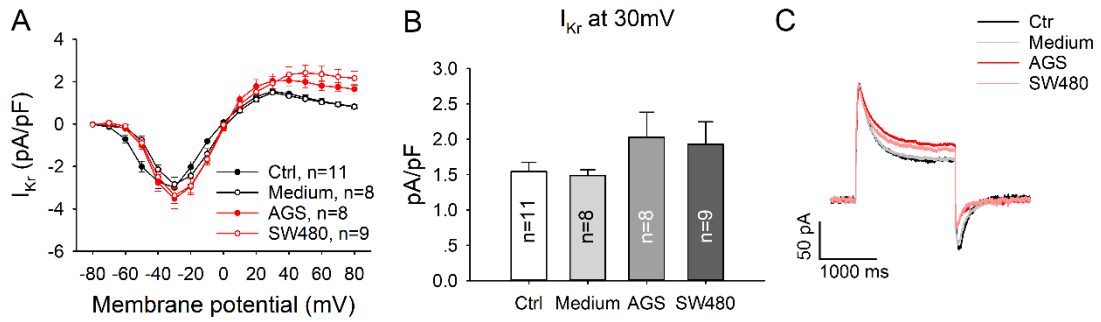 A
I_Kr (pA/pF)
4
2
0
-2
-4
-6
-80 -60 -40 -20 0 20 40 60 80
Membrane potential (mV)
Ctrl, n=11
Medium, n=8
AGS, n=8
SW480, n=9
B
I_Kr at 30mV
pA/pF
3.0
2.5
2.0
1.5
1.0
.5
0.0
n=11
n=8
n=8
n=9
Ctrl Medium AGS SW480
C
Ctr
Medium
AGS
SW480
50 pA
1000 ms